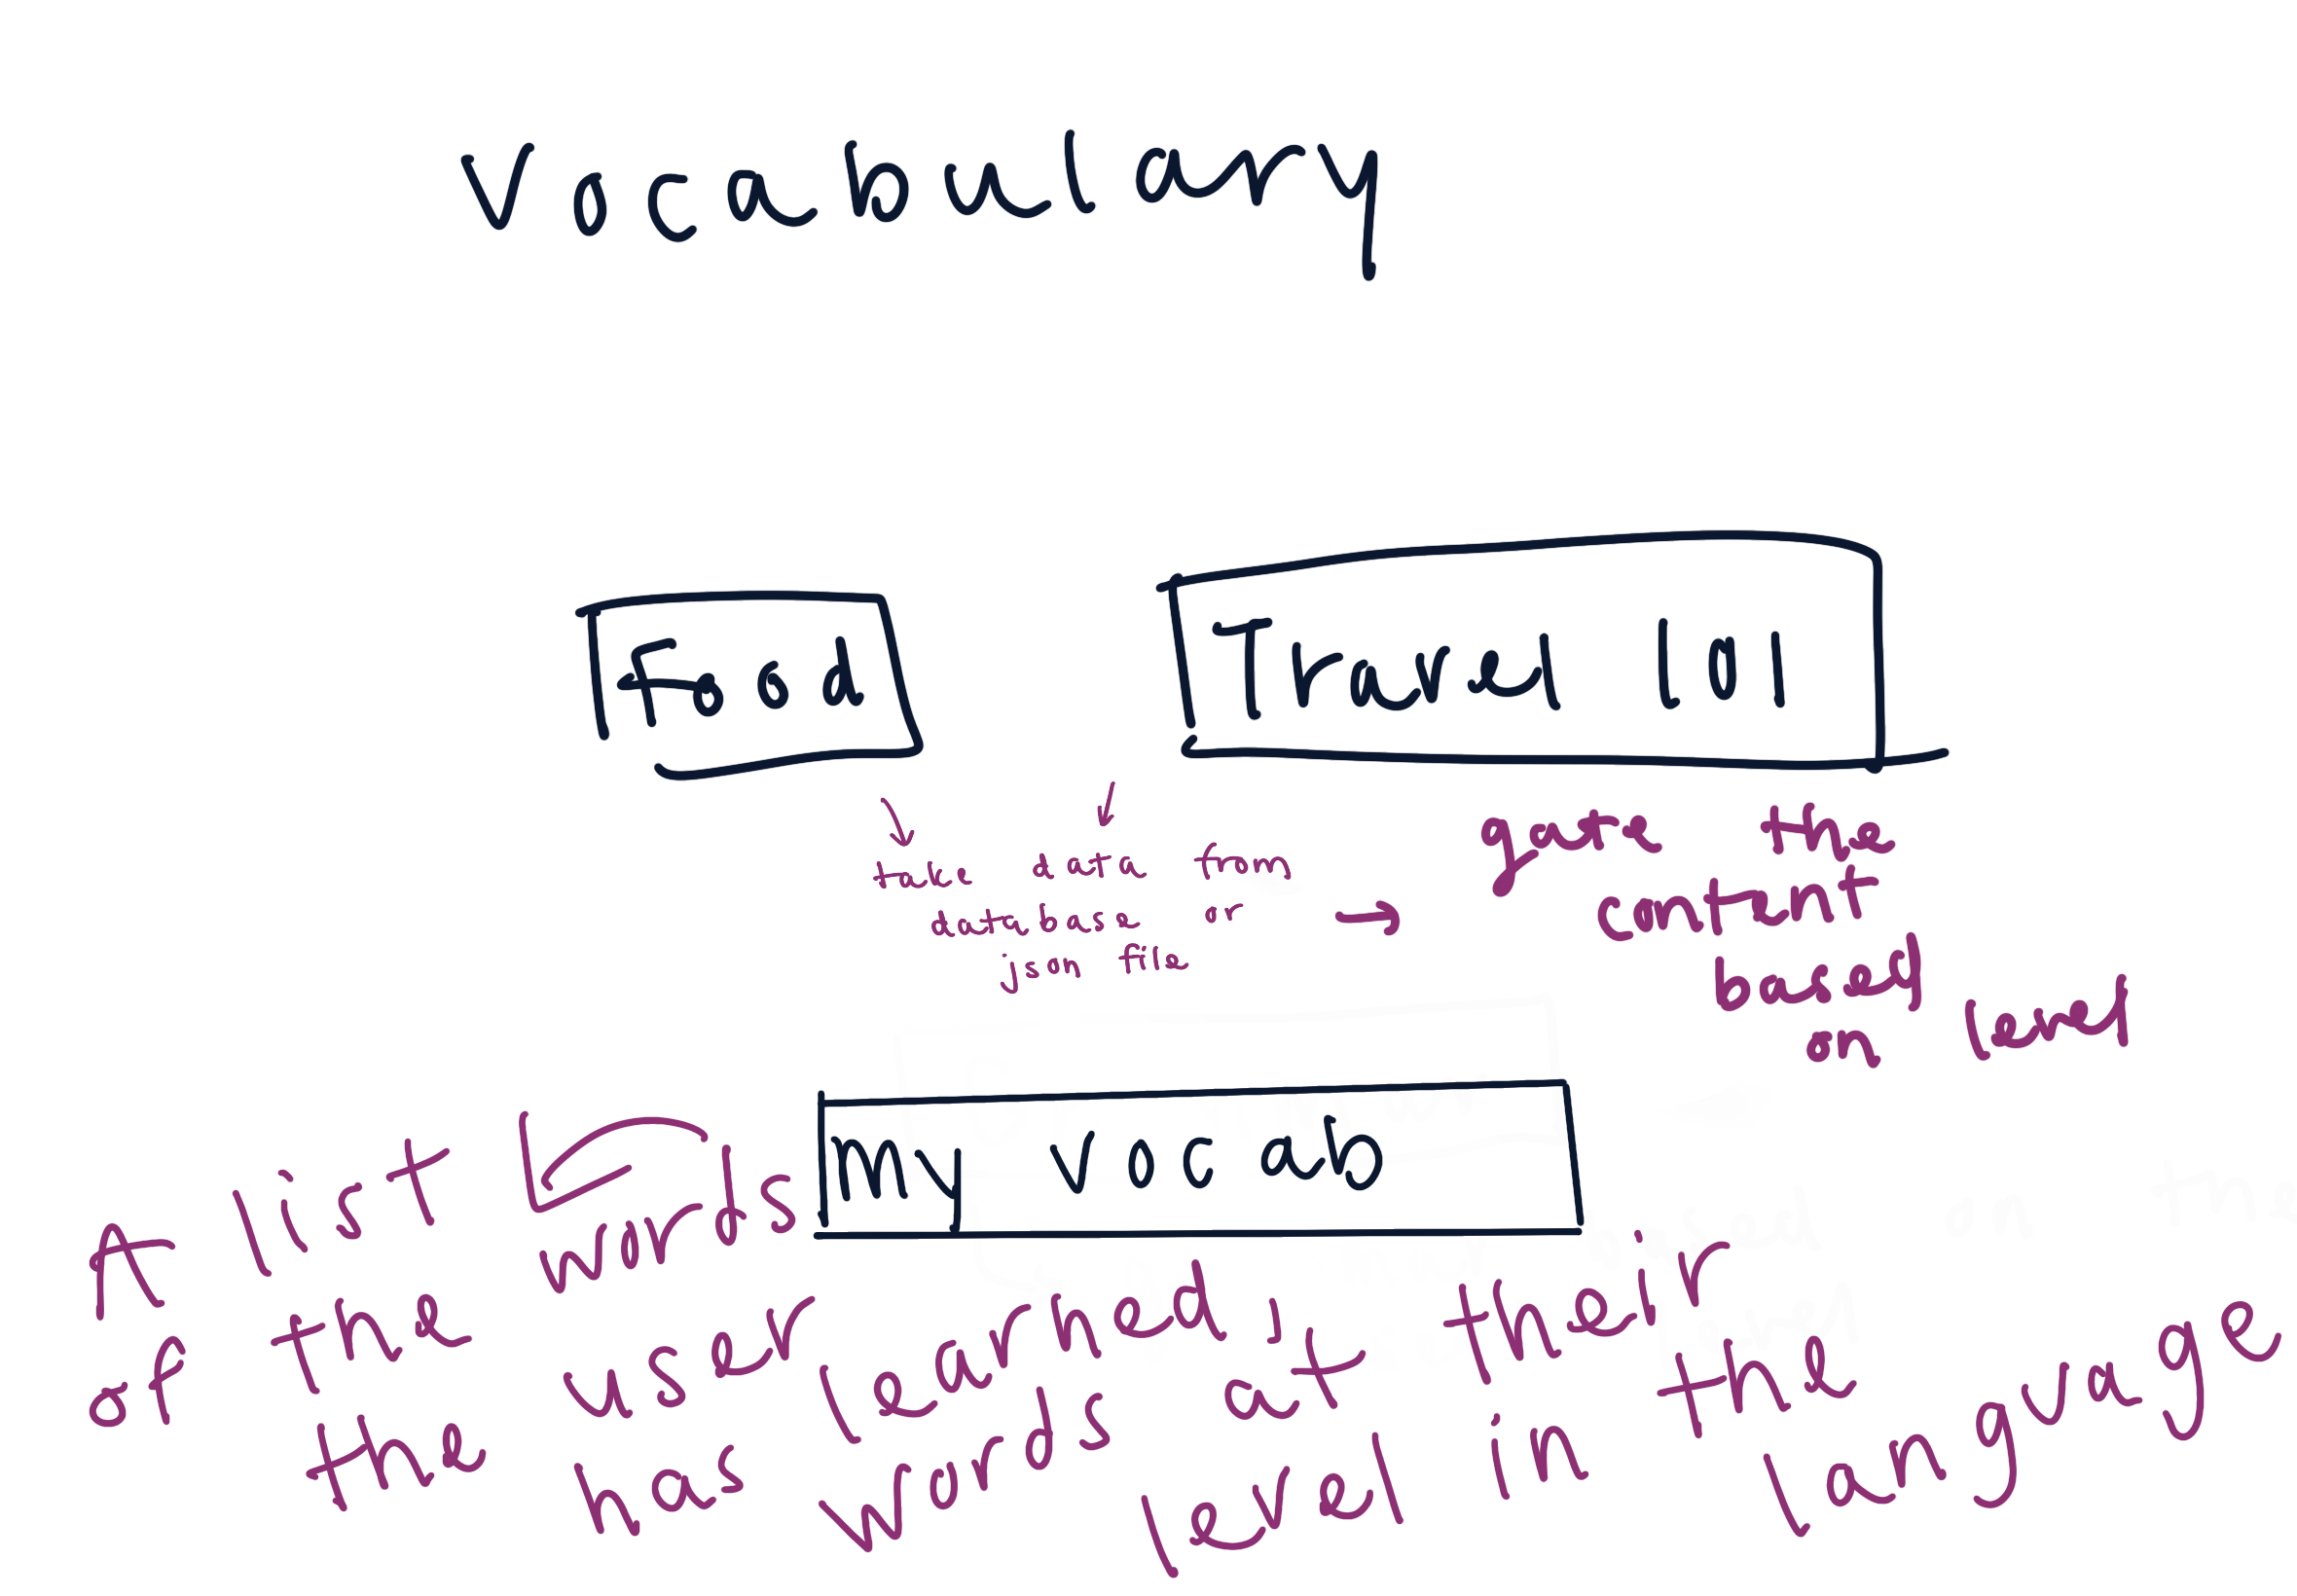 Vocabulary
Food
Travel 101
take data from
database or
json file
gate the
content
based
on level
My vocab
A list of the words
the user has learned,
words at their
level in the
language